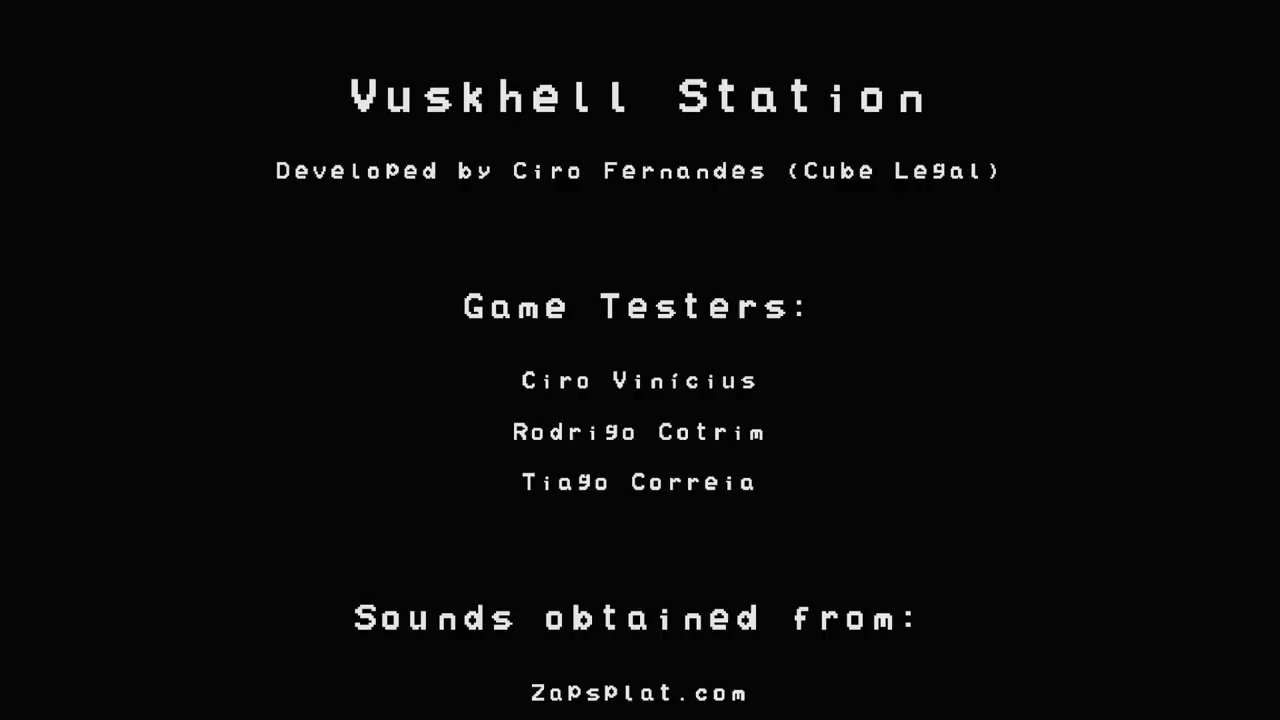 Vuskhell Station
Developed by Ciro Fernandes (Cube Legal)
Game Testers:
Ciro Vinícius
Rodrigo Cotrim
Tiago Correia
Sounds obtained from:
Zapsplat.com